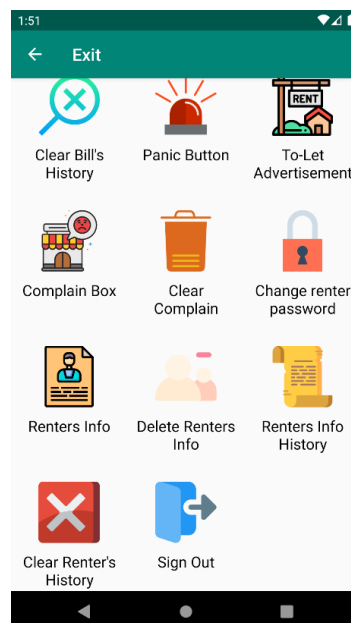 1:51
Exit
RENT
Clear Bill's
History
Panic Button
To-Let
Advertisement
Complain Box
Clear
Complain
Change renter
password
Renters Info
Delete Renters
Info
Renters Info
History
Clear Renter's
History
Sign Out